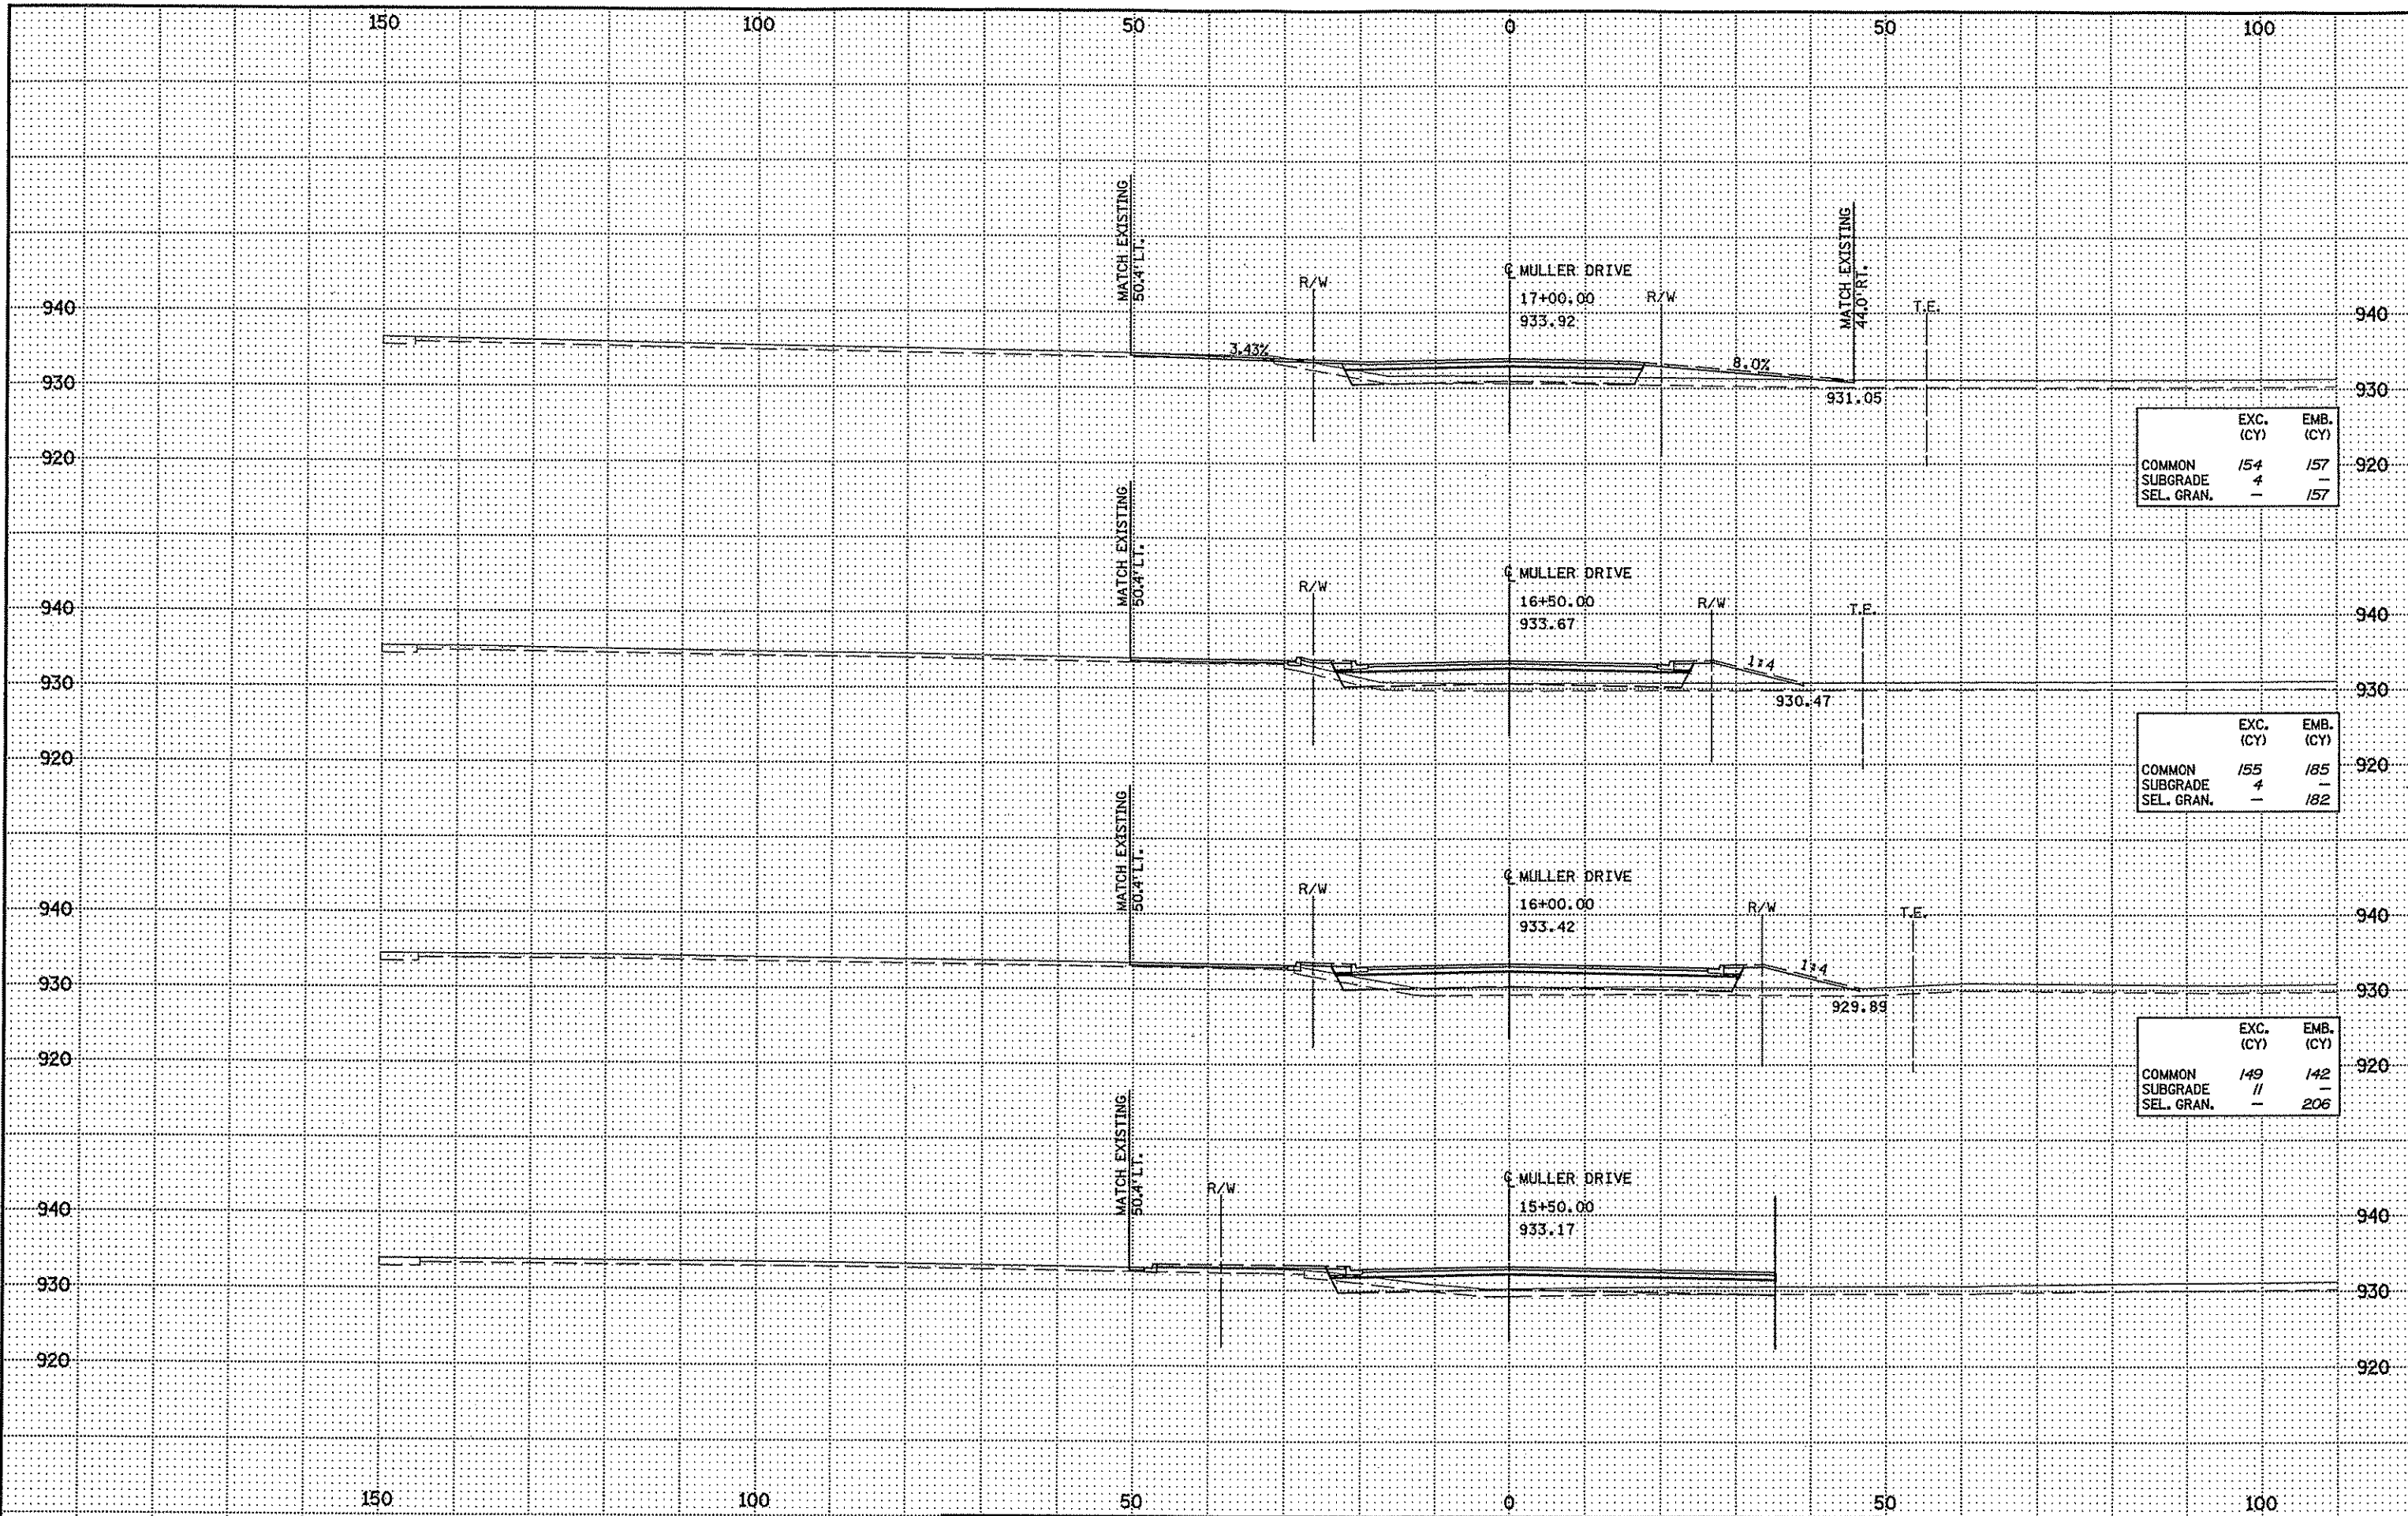 150 100 50 0 50 100
MATCH EXISTING
50.4' LT.
R/W
℄ MULLER DRIVE
17+00.00
933.92
R/W
MATCH EXISTING
44.0' RT.
T.E.
940 940
3.43%
8.0%
930 930
931.05
920 920
EXC. EMB.
(CY) (CY)
COMMON 154 157
SUBGRADE 4 —
SEL. GRAN. — 157
MATCH EXISTING
50.4' LT.
R/W
℄ MULLER DRIVE
16+50.00
933.67
R/W
T.E.
940 940
1:4
930 930
930.47
920 920
EXC. EMB.
(CY) (CY)
COMMON 155 185
SUBGRADE 4 —
SEL. GRAN. — 182
MATCH EXISTING
50.4' LT.
R/W
℄ MULLER DRIVE
16+00.00
933.42
R/W
T.E.
940 940
1:4
930 930
929.89
920 920
EXC. EMB.
(CY) (CY)
COMMON 149 142
SUBGRADE 11 —
SEL. GRAN. — 206
MATCH EXISTING
50.4' LT.
R/W
℄ MULLER DRIVE
15+50.00
933.17
940 940
930 930
920 920
150 100 50 0 50 100